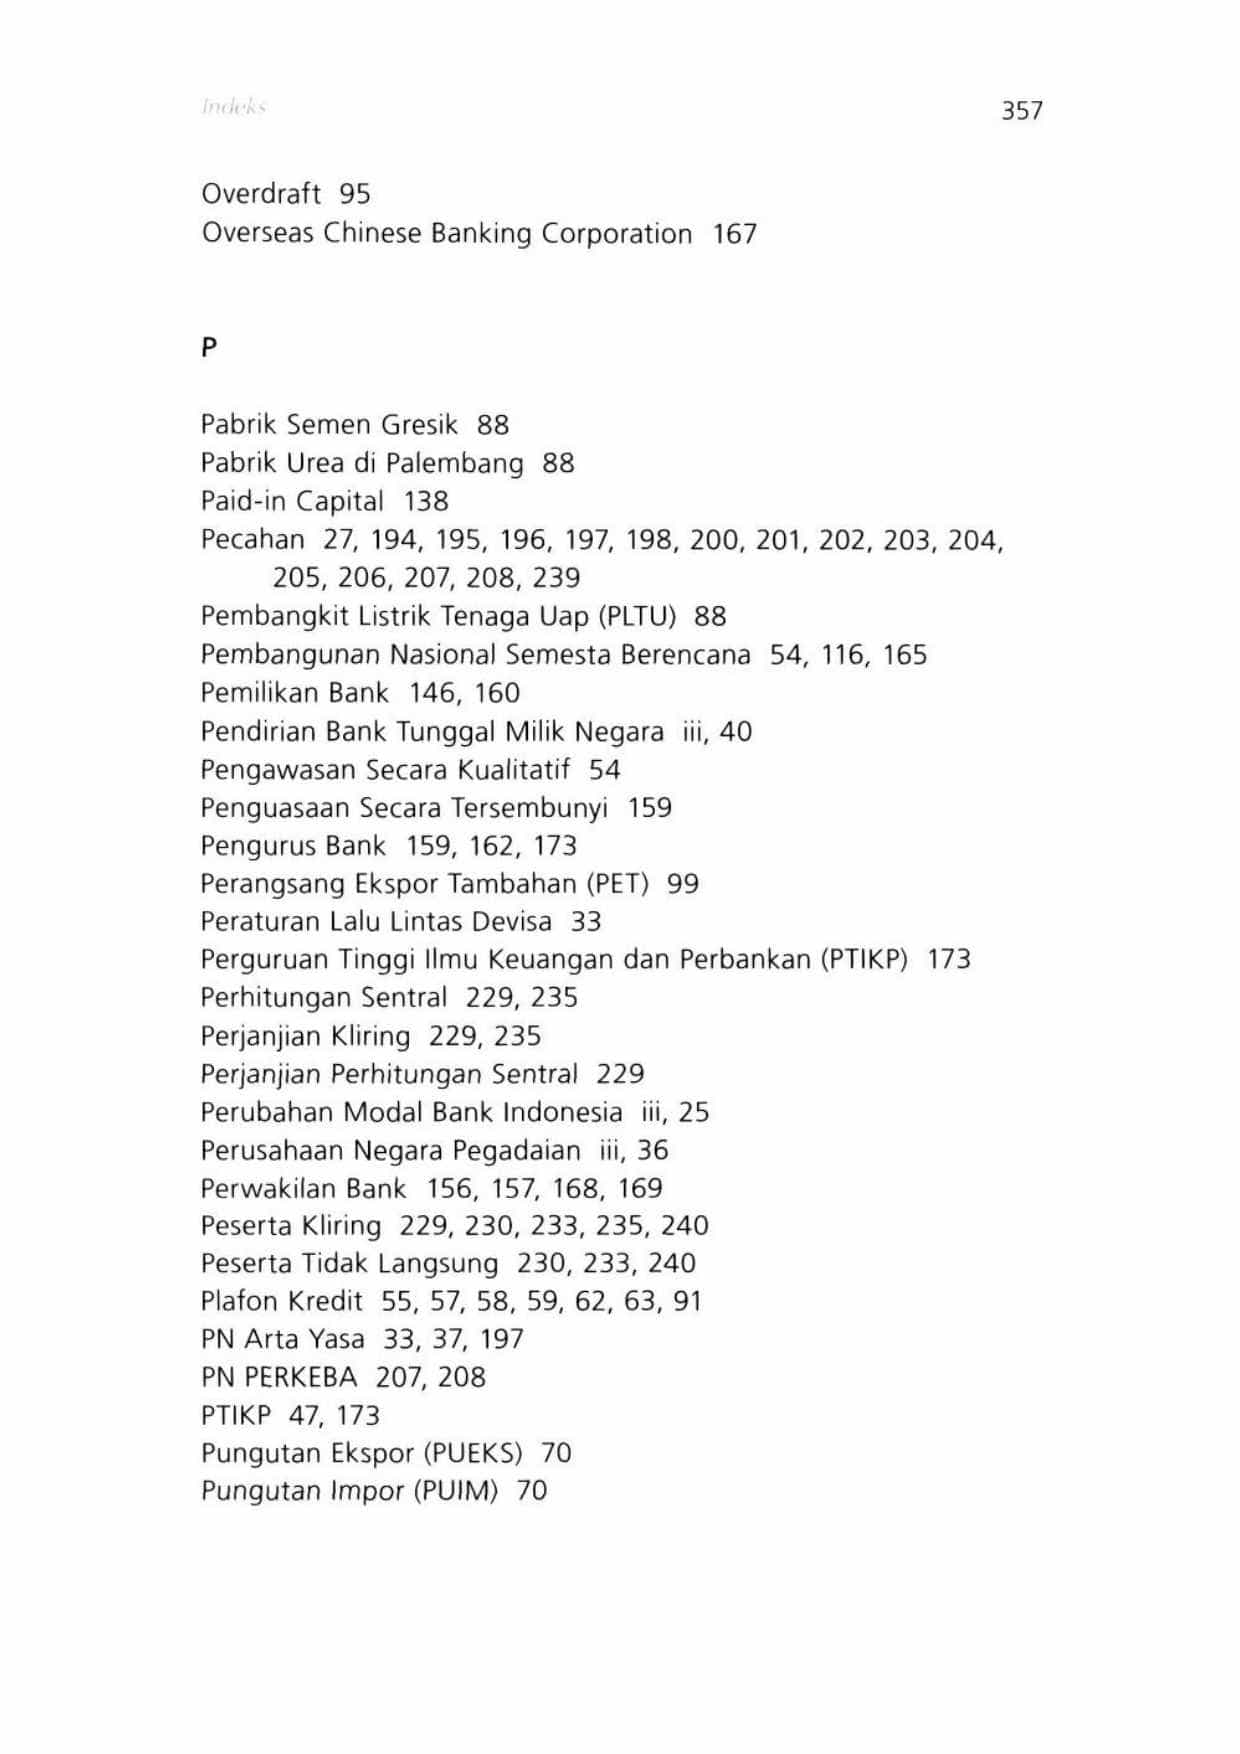 Indeks
357
Overdraft 95
Overseas Chinese Banking Corporation 167
P
Pabrik Semen Gresik 88
Pabrik Urea di Palembang 88
Paid-in Capital 138
Pecahan 27, 194, 195, 196, 197, 198, 200, 201, 202, 203, 204,
205, 206, 207, 208, 239
Pembangkit Listrik Tenaga Uap (PLTU) 88
Pembangunan Nasional Semesta Berencana 54, 116, 165
Pemilikan Bank 146, 160
Pendirian Bank Tunggal Milik Negara iii, 40
Pengawasan Secara Kualitatif 54
Penguasaan Secara Tersembunyi 159
Pengurus Bank 159, 162, 173
Perangsang Ekspor Tambahan (PET) 99
Peraturan Lalu Lintas Devisa 33
Perguruan Tinggi Ilmu Keuangan dan Perbankan (PTIKP) 173
Perhitungan Sentral 229, 235
Perjanjian Kliring 229, 235
Perjanjian Perhitungan Sentral 229
Perubahan Modal Bank Indonesia iii, 25
Perusahaan Negara Pegadaian iii, 36
Perwakilan Bank 156, 157, 168, 169
Peserta Kliring 229, 230, 233, 235, 240
Peserta Tidak Langsung 230, 233, 240
Plafon Kredit 55, 57, 58, 59, 62, 63, 91
PN Arta Yasa 33, 37, 197
PN PERKEBA 207, 208
PTIKP 47, 173
Pungutan Ekspor (PUEKS) 70
Pungutan Impor (PUIM) 70